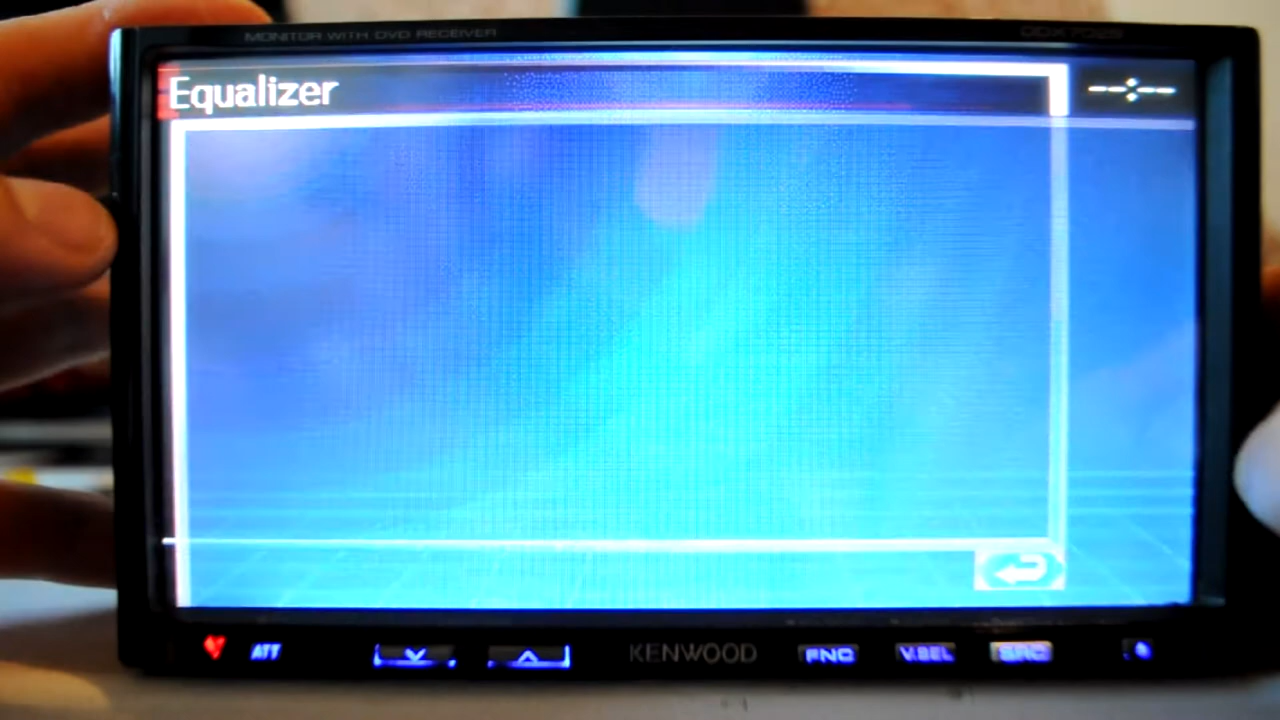 MONITOR WITH DVD RECEIVER
Equalizer
--:--
ATT
KENWOOD
FNC
V.SEL
SRC